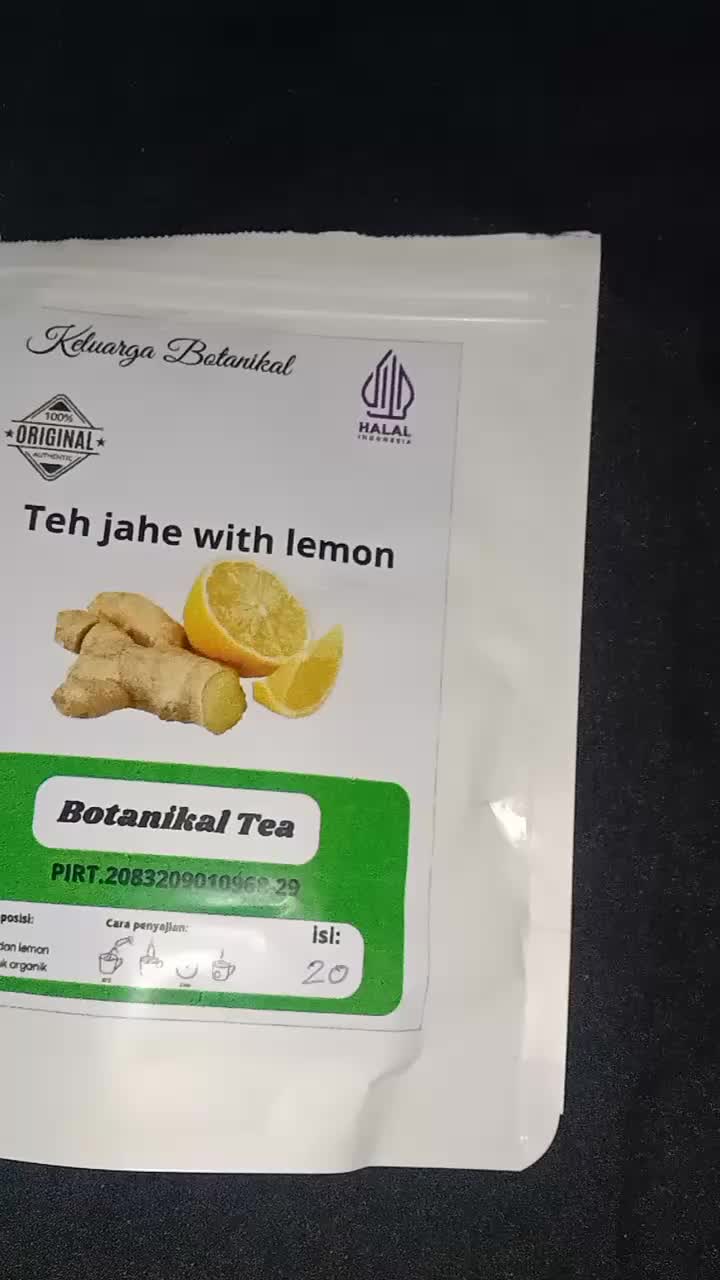 Keluarga Botanikal
HALAL
INDONESIA
100%
ORIGINAL
AUTHENTIC
Teh jahe with lemon
Botanikal Tea
PIRT.2083209010968-29
posisi:
dan lemon
k organik
Cara penyajian:
isi:
20